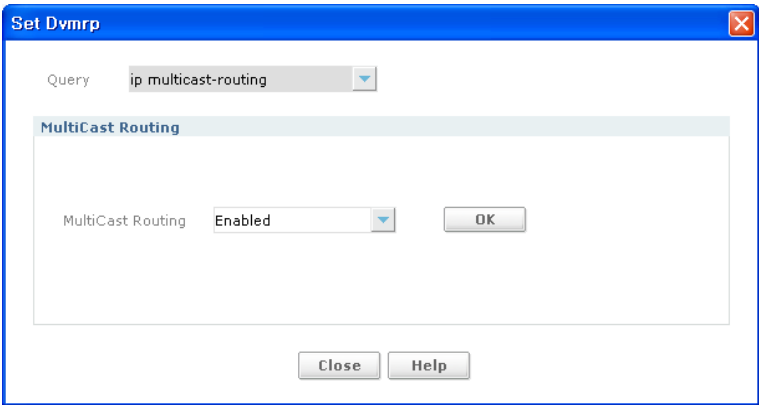 Set Dvmrp
Query ip multicast-routing
MultiCast Routing
MultiCast Routing Enabled OK
Close Help